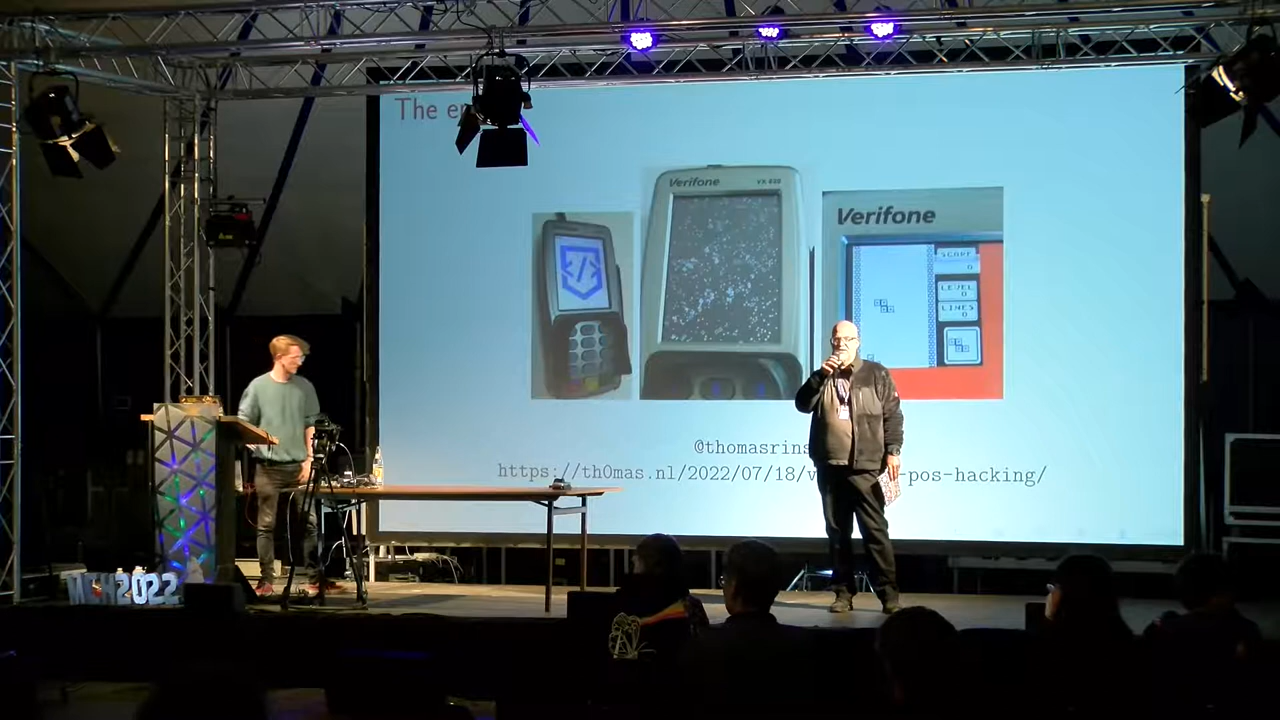 The e
Verifone VX 820
Verifone
SCORE
0
LEVEL
0
LINES
0
</>
@thomasrins
https://th0mas.nl/2022/07/18/v -pos-hacking/
MCH2022